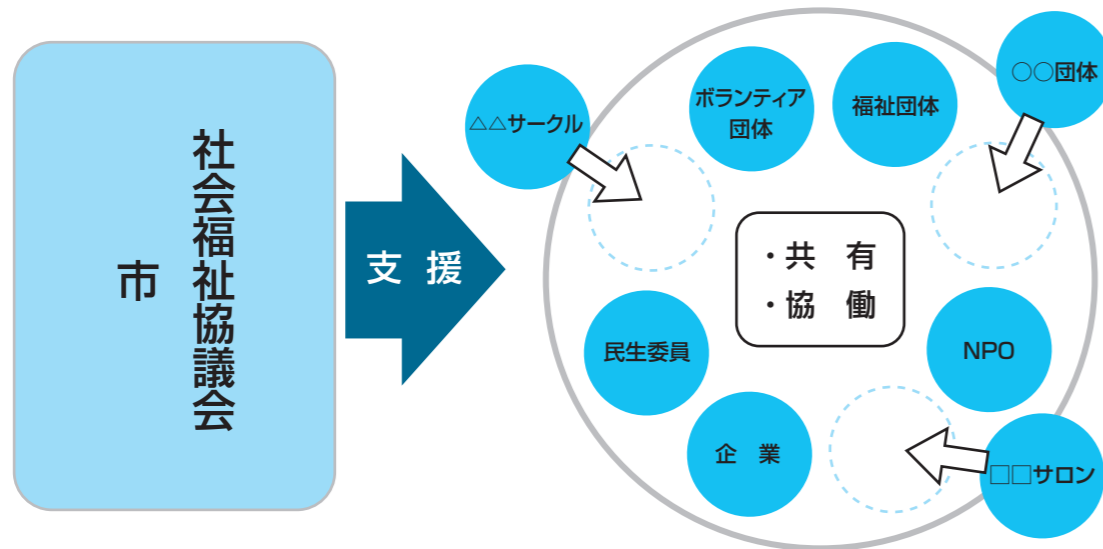 社会福祉協議会
市
支 援
△△サークル
ボランティア
団体
福祉団体
○○団体
・共 有
・協 働
民生委員
NPO
企 業
□□サロン